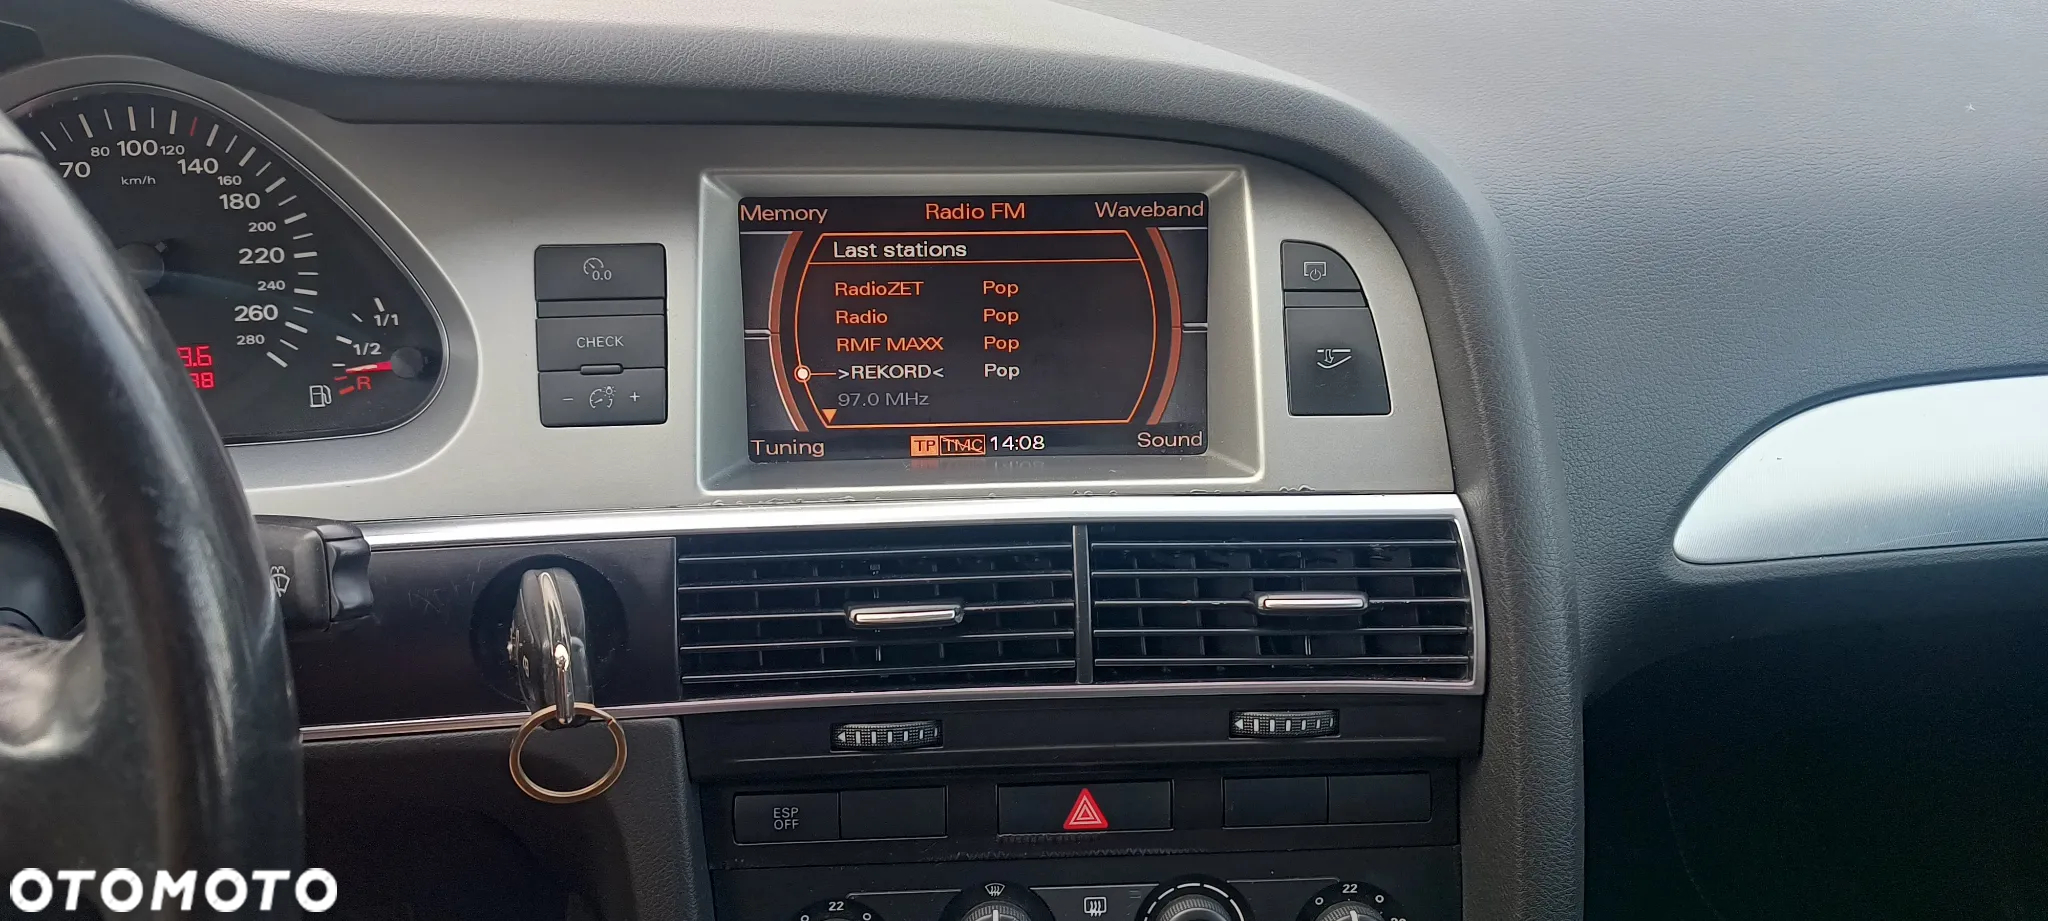 70 80 100 120 140 160 180 200 220 240 260 280
km/h
1/1
1/2
R
0.0
CHECK
- +
Memory Radio FM Waveband
Last stations
RadioZET Pop
Radio Pop
RMF MAXX Pop
>REKORD< Pop
97.0 MHz
Tuning TP TMC 14:08 Sound
ESP
OFF
22
22
OTOMOTO